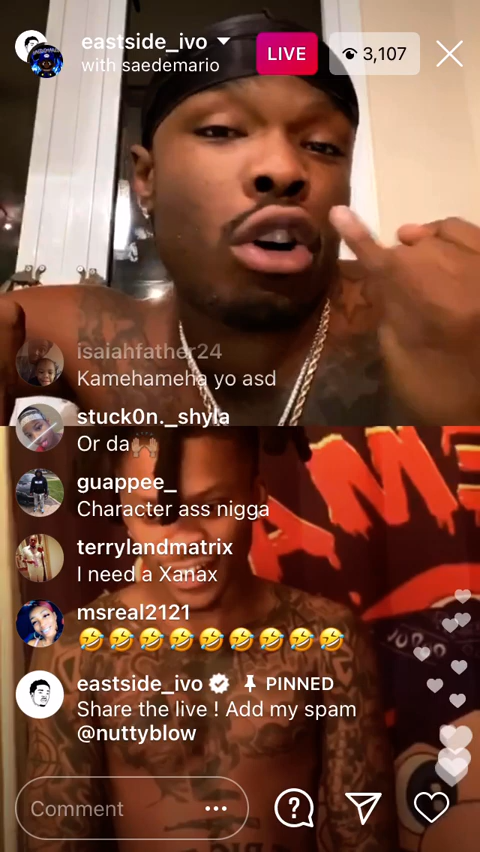 eastside_ivo
with saedemario
LIVE
3,107
isaiahfather24
Kamehameha yo asd
stuck0n._shyla
Or da🙌🏽
guappee_
Character ass nigga
terrylandmatrix
I need a Xanax
msreal2121
🤣🤣🤣🤣🤣🤣🤣🤣🤣
eastside_ivo PINNED
Share the live ! Add my spam
@nuttyblow
Comment